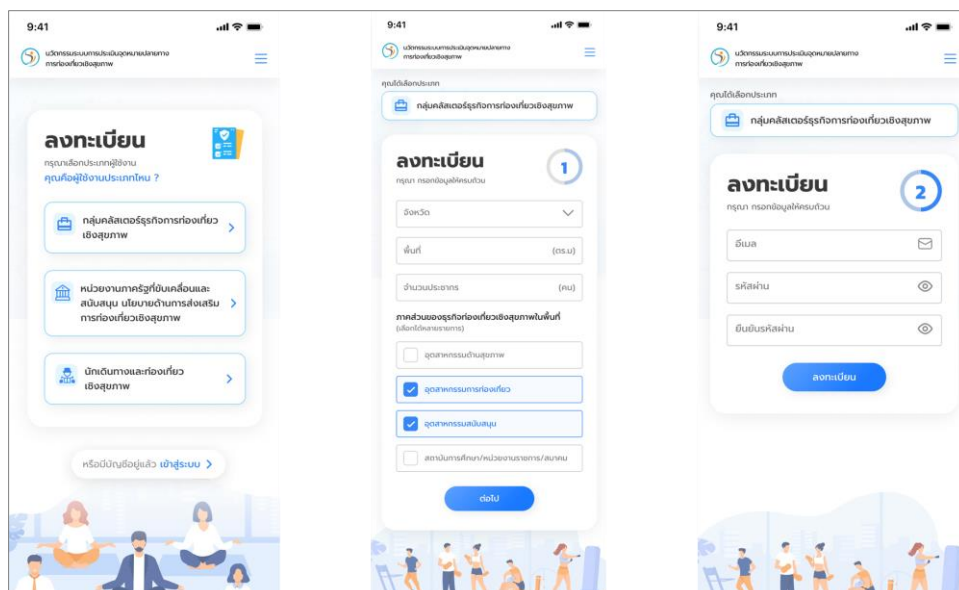 9:41
นวัตกรรมระบบการประเมินจุดหมายปลายทาง
การท่องเที่ยวเชิงสุขภาพ
ลงทะเบียน
กรุณาเลือกประเภทผู้ใช้งาน
คุณคือผู้ใช้งานประเภทไหน ?
กลุ่มคลัสเตอร์ธุรกิจการท่องเที่ยว
เชิงสุขภาพ
หน่วยงานภาครัฐที่ขับเคลื่อนและ
สนับสนุน นโยบายด้านการส่งเสริม
การท่องเที่ยวเชิงสุขภาพ
นักเดินทางและท่องเที่ยว
เชิงสุขภาพ
หรือมีบัญชีอยู่แล้ว เข้าสู่ระบบ
9:41
นวัตกรรมระบบการประเมินจุดหมายปลายทาง
การท่องเที่ยวเชิงสุขภาพ
คุณได้เลือกประเภท
กลุ่มคลัสเตอร์ธุรกิจการท่องเที่ยวเชิงสุขภาพ
ลงทะเบียน
1
กรุณา กรอกข้อมูลให้ครบถ้วน
จังหวัด
พื้นที่ (ตร.ม)
จำนวนประชากร (คน)
ภาคส่วนของธุรกิจท่องเที่ยวเชิงสุขภาพในพื้นที่
(เลือกได้หลายรายการ)
อุตสาหกรรมด้านสุขภาพ
อุตสาหกรรมการท่องเที่ยว
อุตสาหกรรมสนับสนุน
สถาบันการศึกษา/หน่วยงานราชการ/สมาคม
ต่อไป
9:41
นวัตกรรมระบบการประเมินจุดหมายปลายทาง
การท่องเที่ยวเชิงสุขภาพ
คุณได้เลือกประเภท
กลุ่มคลัสเตอร์ธุรกิจการท่องเที่ยวเชิงสุขภาพ
ลงทะเบียน
2
กรุณา กรอกข้อมูลให้ครบถ้วน
อีเมล
รหัสผ่าน
ยืนยันรหัสผ่าน
ลงทะเบียน